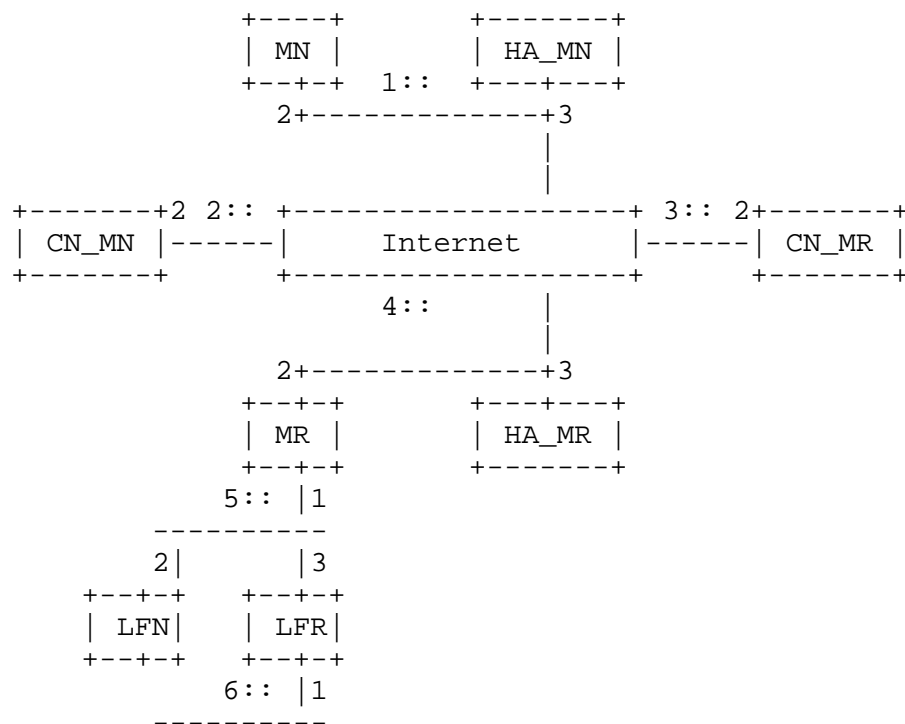 +----+       +-------+
| MN |       | HA_MN |
+--+-+  1::  +---+---+
2+-------------+3
|
|
+-------+2  2:: +-------------------+ 3::  2+-------+
| CN_MN |------|     Internet      |------| CN_MR |
+-------+      +-------------------+      +-------+
4::      |
|
2+-------------+3
+--+-+       +---+---+
| MR |       | HA_MR |
+--+-+       +-------+
5:: |1
----------
2|      |3
+--+-+   +--+-+
| LFN|   | LFR|
+--+-+   +--+-+
6:: |1
----------